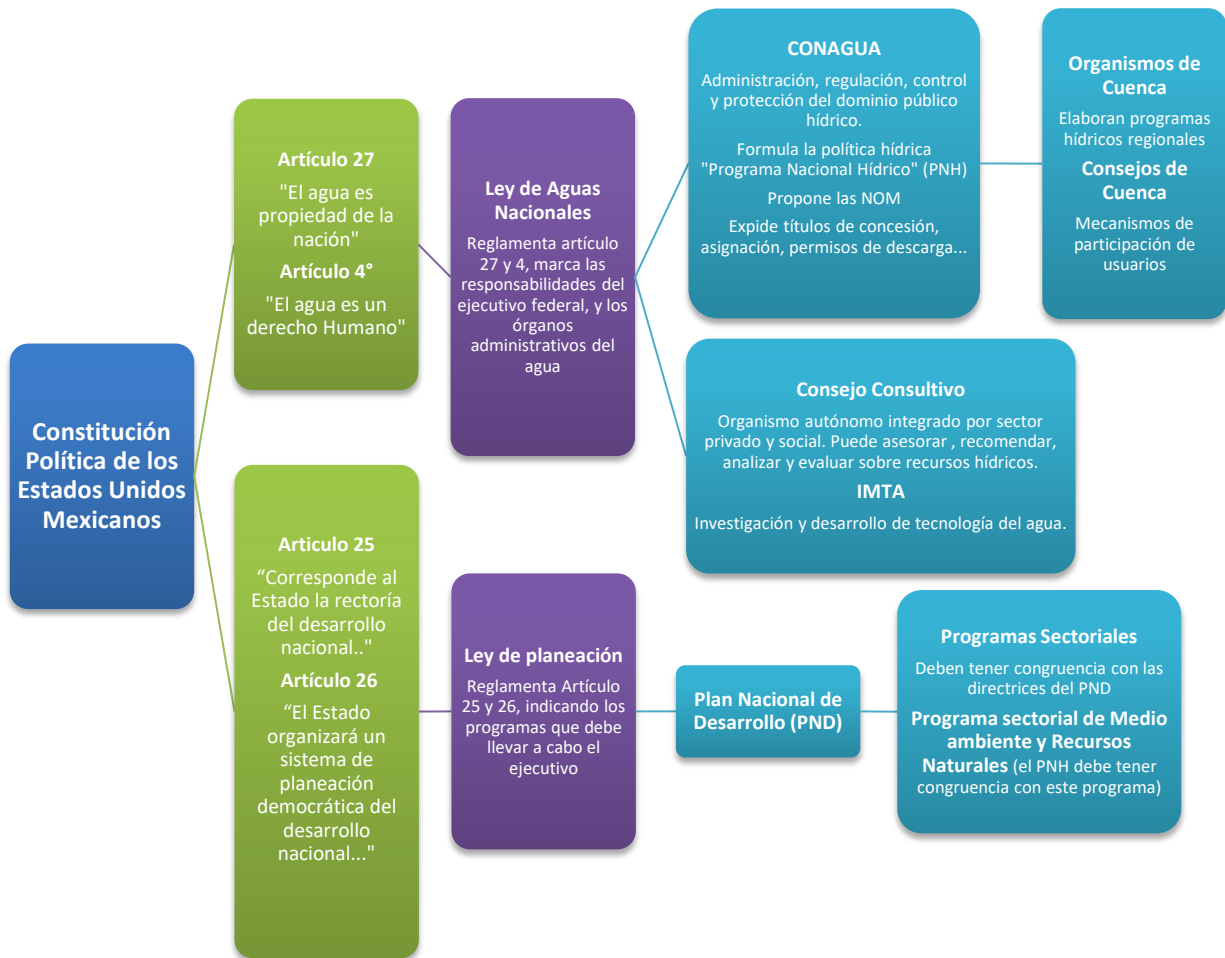 Constitución
Política de los
Estados Unidos
Mexicanos
Artículo 27
"El agua es
propiedad de la
nación"
Artículo 4°
"El agua es un
derecho Humano"
Ley de Aguas
Nacionales
Reglamenta artículo
27 y 4, marca las
responsabilidades del
ejecutivo federal, y los
órganos
administrativos del
agua
CONAGUA
Administración, regulación, control
y protección del dominio público
hídrico.
Formula la política hídrica
"Programa Nacional Hídrico" (PNH)
Propone las NOM
Expide títulos de concesión,
asignación, permisos de descarga...
Organismos de
Cuenca
Elaboran programas
hídricos regionales
Consejos de
Cuenca
Mecanismos de
participación de
usuarios
Consejo Consultivo
Organismo autónomo integrado por sector
privado y social. Puede asesorar , recomendar,
analizar y evaluar sobre recursos hídricos.
IMTA
Investigación y desarrollo de tecnología del agua.
Articulo 25
“Corresponde al
Estado la rectoría
del desarrollo
nacional.."
Artículo 26
“El Estado
organizará un
sistema de
planeación
democrática del
desarrollo
nacional..."
Ley de planeación
Reglamenta Artículo
25 y 26, indicando los
programas que debe
llevar a cabo el
ejecutivo
Plan Nacional de
Desarrollo (PND)
Programas Sectoriales
Deben tener congruencia con las
directrices del PND
Programa sectorial de Medio
ambiente y Recursos
Naturales (el PNH debe tener
congruencia con este programa)